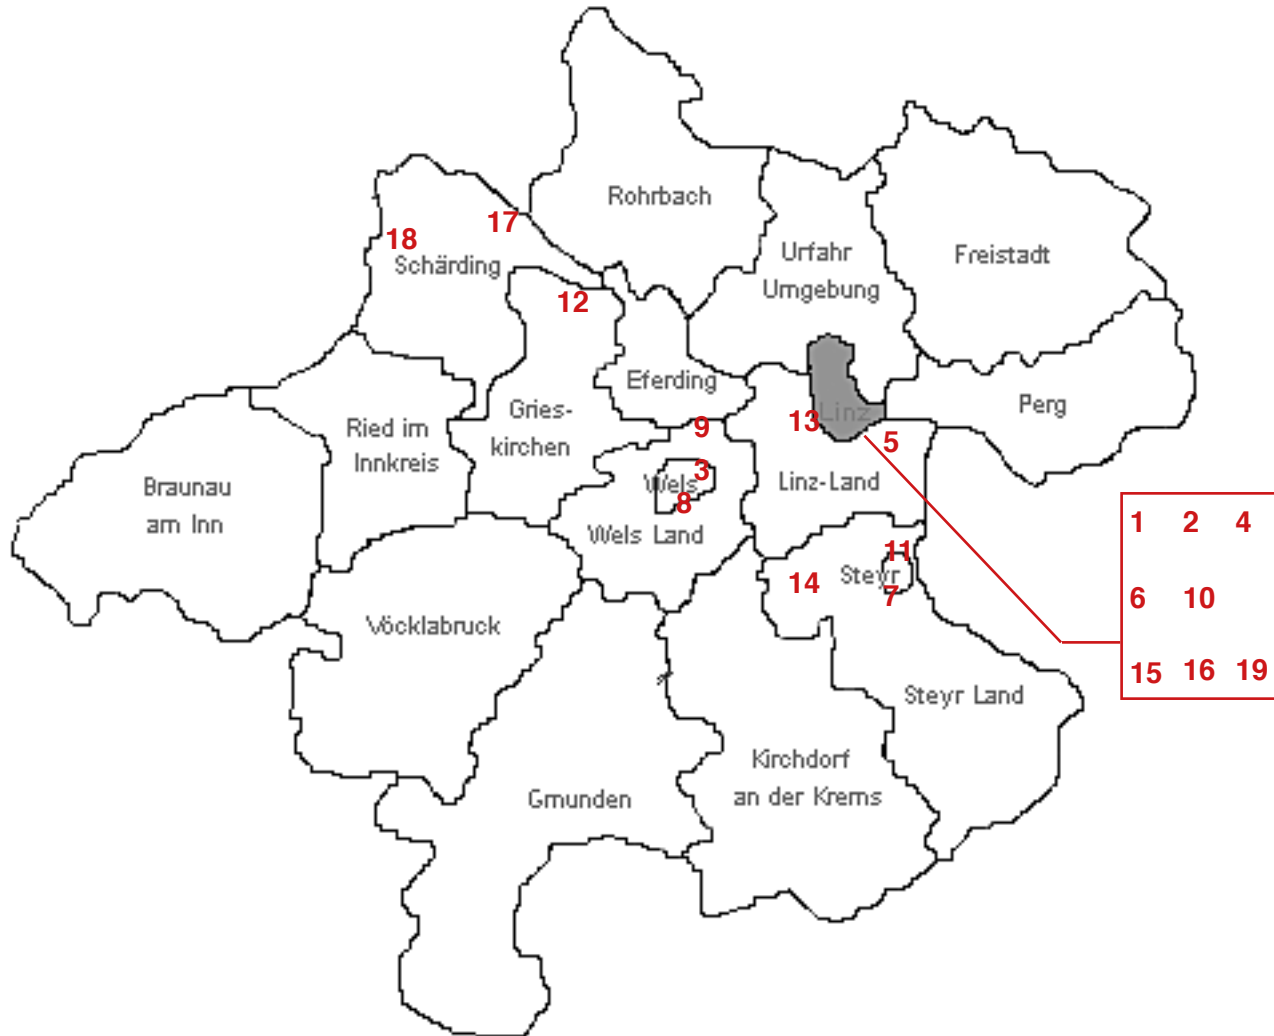 Rohrbach
17
18
Schärding
Urfahr
Umgebung
Freistadt
12
Eferding
Linz
Perg
Gries-
kirchen
9
13
5
Ried im
Innkreis
3
Wels
8
Linz-Land
Braunau
am Inn
Wels Land
1 2 4
11
14
Steyr
7
6 10
Vöcklabruck
15 16 19
Steyr Land
Kirchdorf
an der Krems
Gmunden